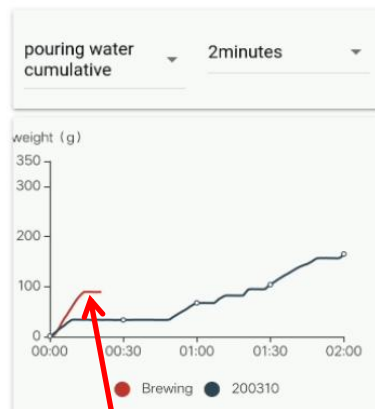 pouring water
cumulative
2minutes
weight (g)
350
300
200
100
0
00:00 00:30 01:00 01:30 02:00
Brewing 200310